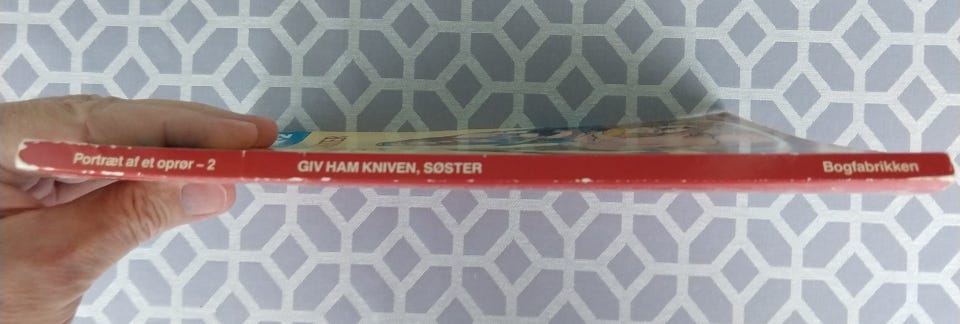 Portræt af et oprør – 2 GIV HAM KNIVEN, SØSTER Bogfabrikken